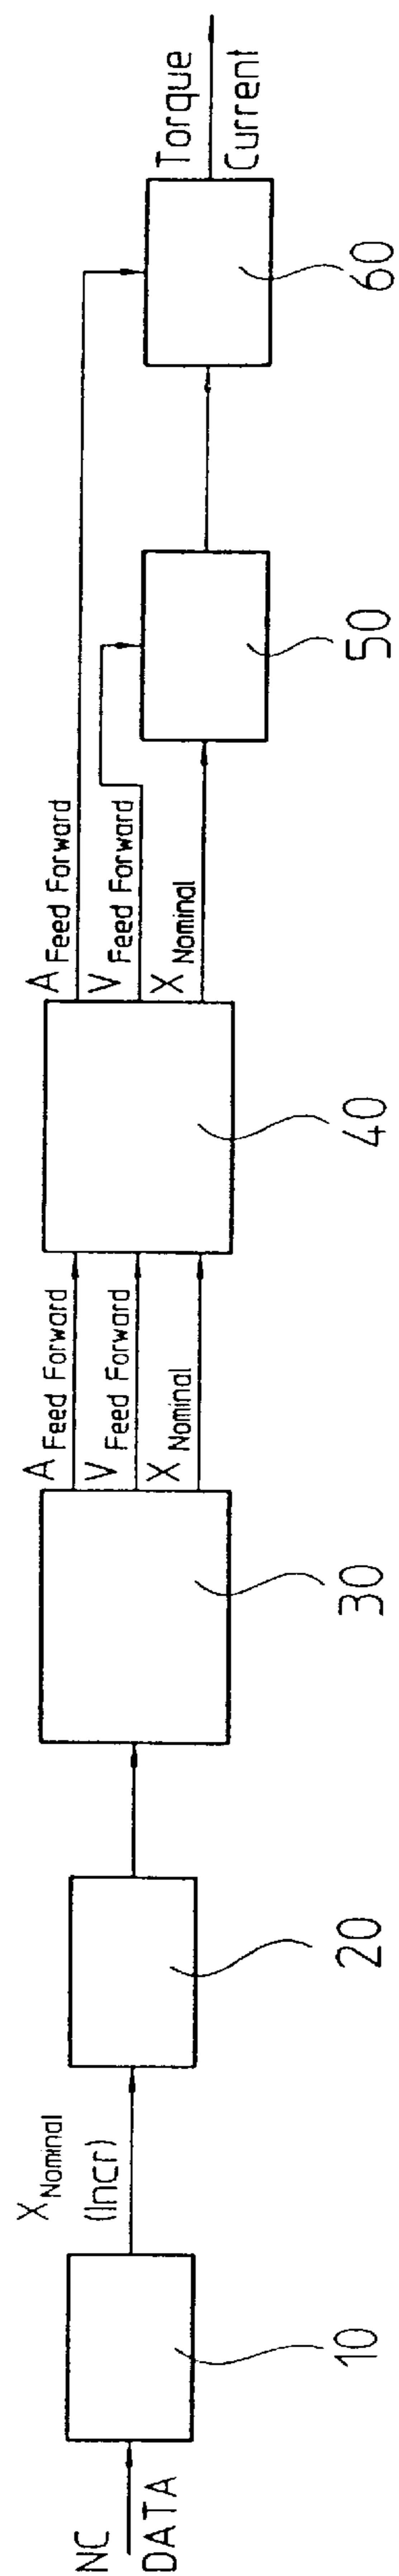 NC
DATA
10
X Nominal
(Incr)
20
30
A Feed Forward
V Feed Forward
X Nominal
40
A Feed Forward
V Feed Forward
X Nominal
50
60
Torque
Current